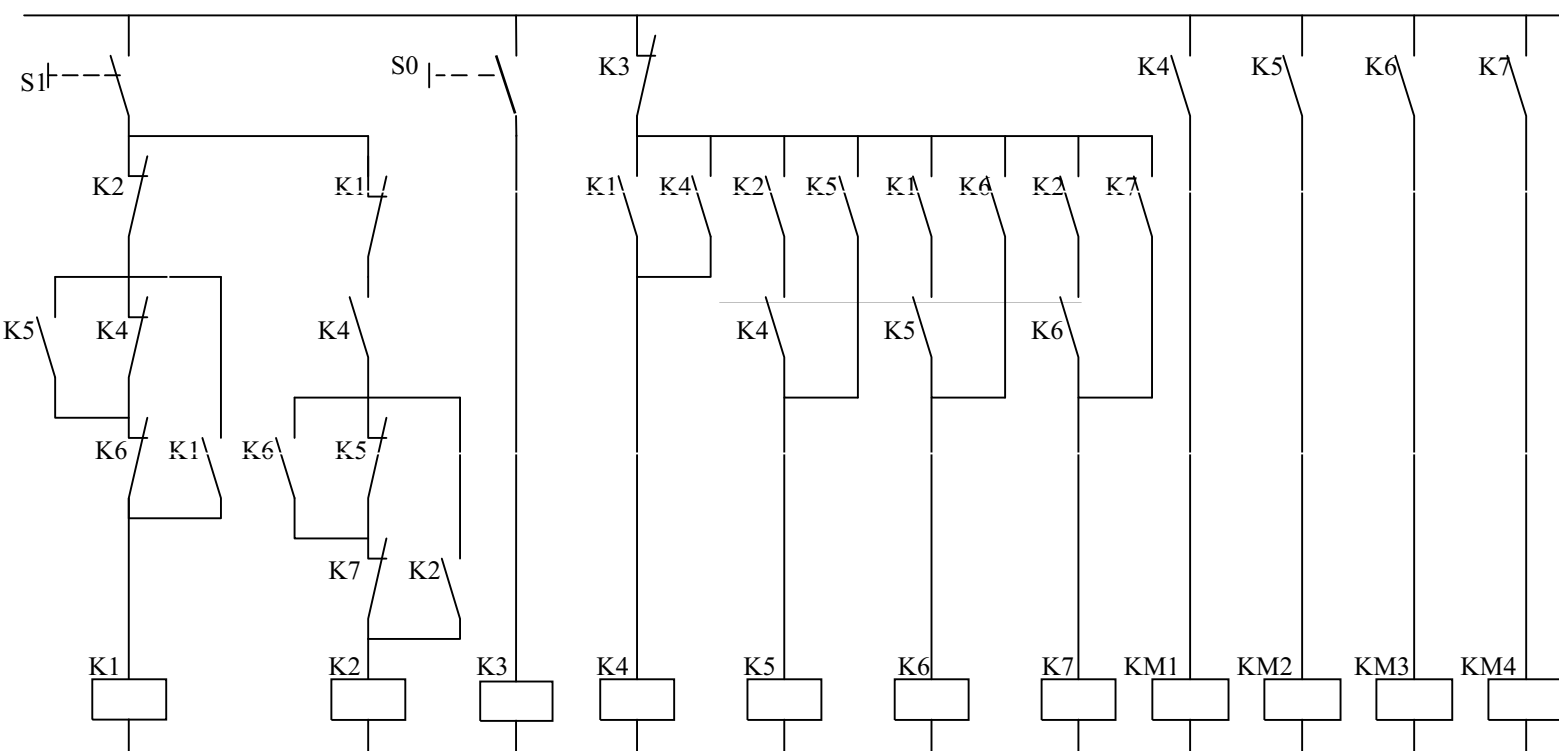 S1 S0 K3 K4 K5 K6 K7
K2 K1 K1 K4 K2 K5 K1 K6 K2 K7
K5 K4 K4 K4 K5 K6
K6 K1 K6 K5
K7 K2
K1 K2 K3 K4 K5 K6 K7 KM1 KM2 KM3 KM4